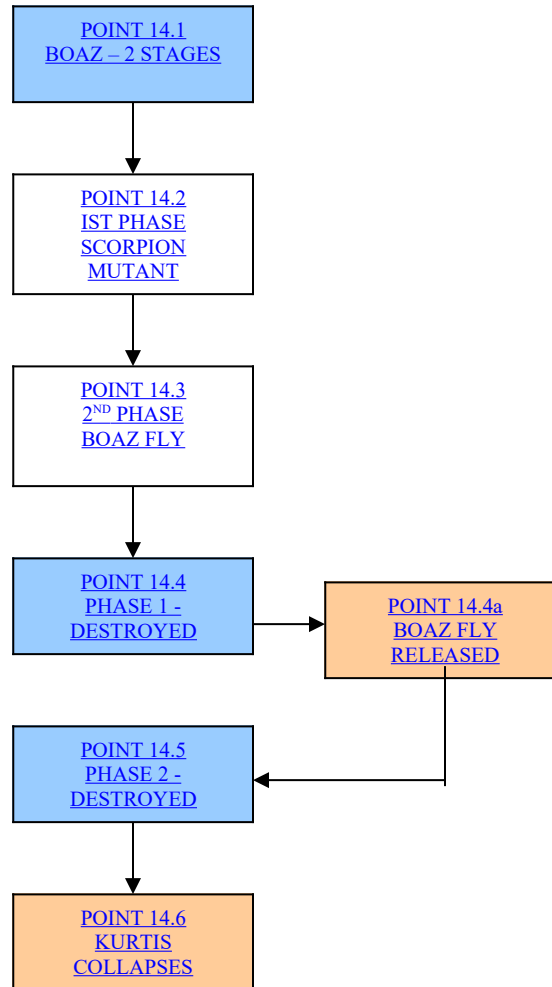 POINT 14.1
BOAZ – 2 STAGES
POINT 14.2
IST PHASE
SCORPION
MUTANT
POINT 14.3
2ND PHASE
BOAZ FLY
POINT 14.4
PHASE 1 -
DESTROYED
POINT 14.4a
BOAZ FLY
RELEASED
POINT 14.5
PHASE 2 -
DESTROYED
POINT 14.6
KURTIS
COLLAPSES